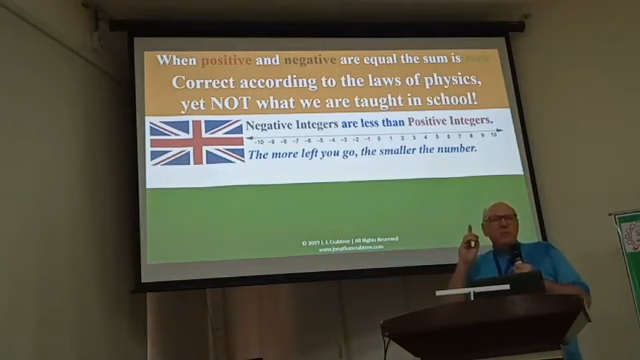 When positive and negative are equal the sum is
Correct according to the laws of physics,
yet NOT what we are taught in school!
Negative Integers are less than Positive Integers.
-10 -9 -8 -7 -6 -5 -4 -3 -2 -1 0 1 2 3 4 5 6 7 8 9 10
The more left you go, the smaller the number.
© 2019 J. J. Crabtree | All Rights Reserved
www.jonathancrabtree.com